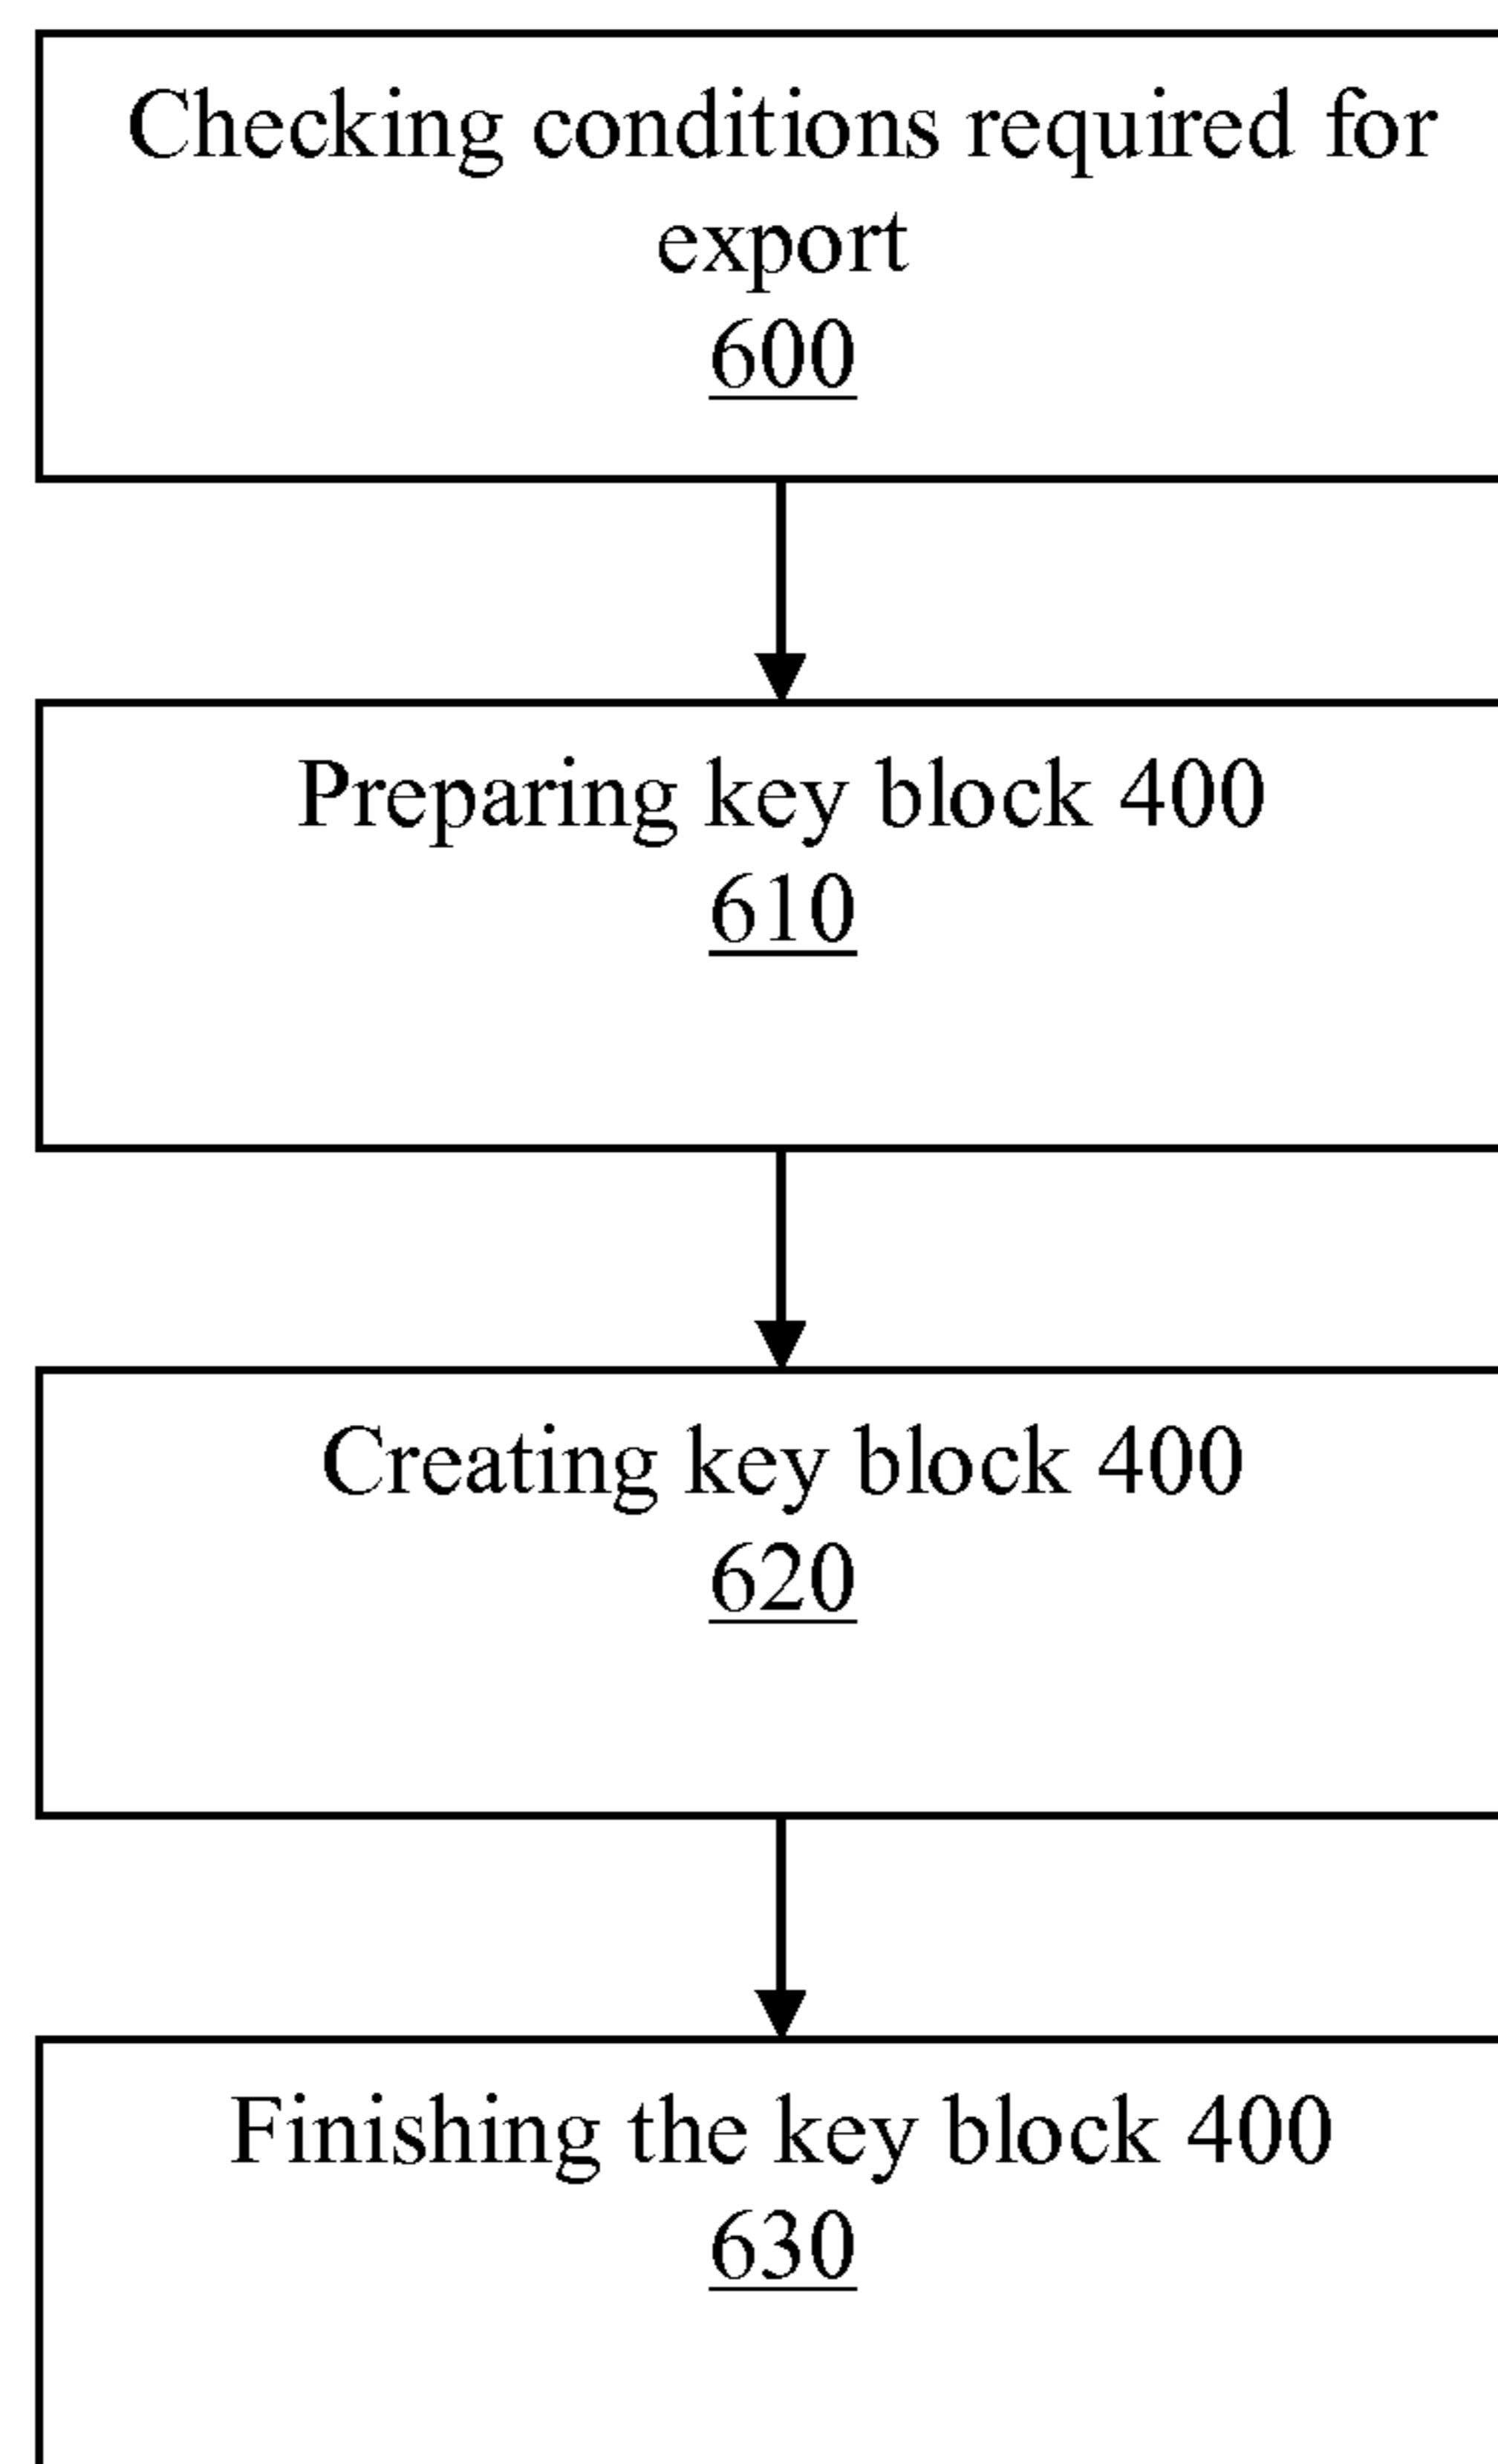 Checking conditions required for
export
600
Preparing key block 400
610
Creating key block 400
620
Finishing the key block 400
630